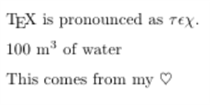 TEX is pronounced as τεχ.
100 m³ of water
This comes from my ♡